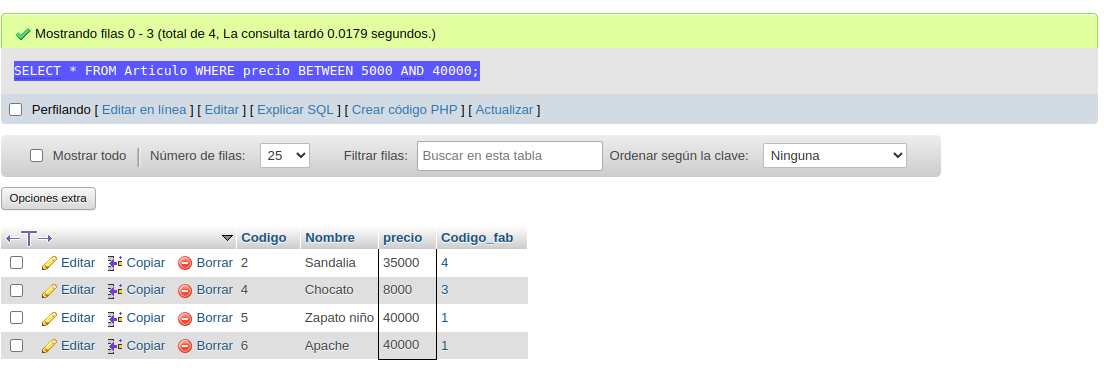 Mostrando filas 0 - 3 (total de 4, La consulta tardó 0.0179 segundos.)
SELECT * FROM Articulo WHERE precio BETWEEN 5000 AND 40000;
Perfilando [ Editar en línea ] [ Editar ] [ Explicar SQL ] [ Crear código PHP ] [ Actualizar ]
Mostrar todo Número de filas: 25 Filtrar filas: Buscar en esta tabla Ordenar según la clave: Ninguna
Opciones extra
Codigo Nombre precio Codigo_fab
Editar Copiar Borrar 2 Sandalia 35000 4
Editar Copiar Borrar 4 Chocato 8000 3
Editar Copiar Borrar 5 Zapato niño 40000 1
Editar Copiar Borrar 6 Apache 40000 1